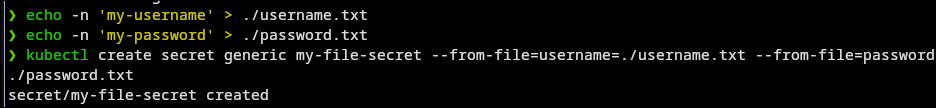 ❯ echo -n 'my-username' > ./username.txt
❯ echo -n 'my-password' > ./password.txt
❯ kubectl create secret generic my-file-secret --from-file=username=./username.txt --from-file=password
./password.txt
secret/my-file-secret created